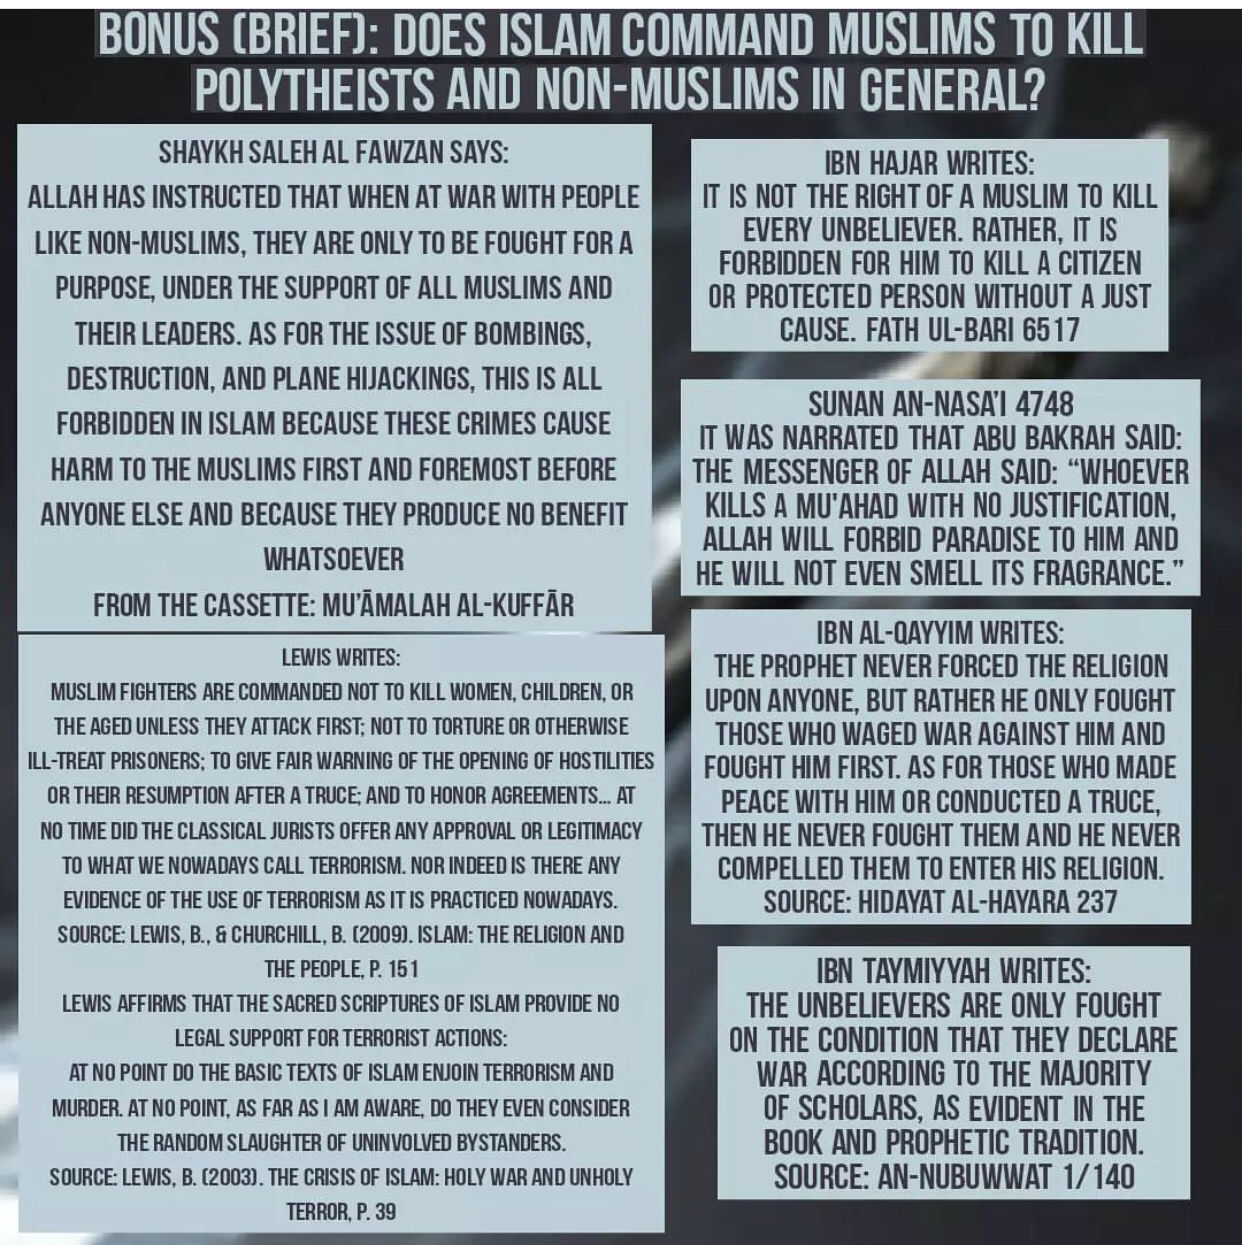 BONUS (BRIEF): DOES ISLAM COMMAND MUSLIMS TO KILL
POLYTHEISTS AND NON-MUSLIMS IN GENERAL?
SHAYKH SALEH AL FAWZAN SAYS:
ALLAH HAS INSTRUCTED THAT WHEN AT WAR WITH PEOPLE
LIKE NON-MUSLIMS, THEY ARE ONLY TO BE FOUGHT FOR A
PURPOSE, UNDER THE SUPPORT OF ALL MUSLIMS AND
THEIR LEADERS. AS FOR THE ISSUE OF BOMBINGS,
DESTRUCTION, AND PLANE HIJACKINGS, THIS IS ALL
FORBIDDEN IN ISLAM BECAUSE THESE CRIMES CAUSE
HARM TO THE MUSLIMS FIRST AND FOREMOST BEFORE
ANYONE ELSE AND BECAUSE THEY PRODUCE NO BENEFIT
WHATSOEVER
FROM THE CASSETTE: MU'ĀMALAH AL-KUFFĀR
LEWIS WRITES:
MUSLIM FIGHTERS ARE COMMANDED NOT TO KILL WOMEN, CHILDREN, OR
THE AGED UNLESS THEY ATTACK FIRST; NOT TO TORTURE OR OTHERWISE
ILL-TREAT PRISONERS; TO GIVE FAIR WARNING OF THE OPENING OF HOSTILITIES
OR THEIR RESUMPTION AFTER A TRUCE; AND TO HONOR AGREEMENTS... AT
NO TIME DID THE CLASSICAL JURISTS OFFER ANY APPROVAL OR LEGITIMACY
TO WHAT WE NOWADAYS CALL TERRORISM. NOR INDEED IS THERE ANY
EVIDENCE OF THE USE OF TERRORISM AS IT IS PRACTICED NOWADAYS.
SOURCE: LEWIS, B., & CHURCHILL, B. (2009). ISLAM: THE RELIGION AND
THE PEOPLE, P. 151
LEWIS AFFIRMS THAT THE SACRED SCRIPTURES OF ISLAM PROVIDE NO
LEGAL SUPPORT FOR TERRORIST ACTIONS:
AT NO POINT DO THE BASIC TEXTS OF ISLAM ENJOIN TERRORISM AND
MURDER. AT NO POINT, AS FAR AS I AM AWARE, DO THEY EVEN CONSIDER
THE RANDOM SLAUGHTER OF UNINVOLVED BYSTANDERS.
SOURCE: LEWIS, B. (2003). THE CRISIS OF ISLAM: HOLY WAR AND UNHOLY
TERROR, P. 39
IBN HAJAR WRITES:
IT IS NOT THE RIGHT OF A MUSLIM TO KILL
EVERY UNBELIEVER. RATHER, IT IS
FORBIDDEN FOR HIM TO KILL A CITIZEN
OR PROTECTED PERSON WITHOUT A JUST
CAUSE. FATH UL-BARI 6517
SUNAN AN-NASA'I 4748
IT WAS NARRATED THAT ABU BAKRAH SAID:
THE MESSENGER OF ALLAH SAID: "WHOEVER
KILLS A MU'AHAD WITH NO JUSTIFICATION,
ALLAH WILL FORBID PARADISE TO HIM AND
HE WILL NOT EVEN SMELL ITS FRAGRANCE."
IBN AL-QAYYIM WRITES:
THE PROPHET NEVER FORCED THE RELIGION
UPON ANYONE, BUT RATHER HE ONLY FOUGHT
THOSE WHO WAGED WAR AGAINST HIM AND
FOUGHT HIM FIRST. AS FOR THOSE WHO MADE
PEACE WITH HIM OR CONDUCTED A TRUCE,
THEN HE NEVER FOUGHT THEM AND HE NEVER
COMPELLED THEM TO ENTER HIS RELIGION.
SOURCE: HIDAYAT AL-HAYARA 237
IBN TAYMIYYAH WRITES:
THE UNBELIEVERS ARE ONLY FOUGHT
ON THE CONDITION THAT THEY DECLARE
WAR ACCORDING TO THE MAJORITY
OF SCHOLARS, AS EVIDENT IN THE
BOOK AND PROPHETIC TRADITION.
SOURCE: AN-NUBUWWAT 1/140